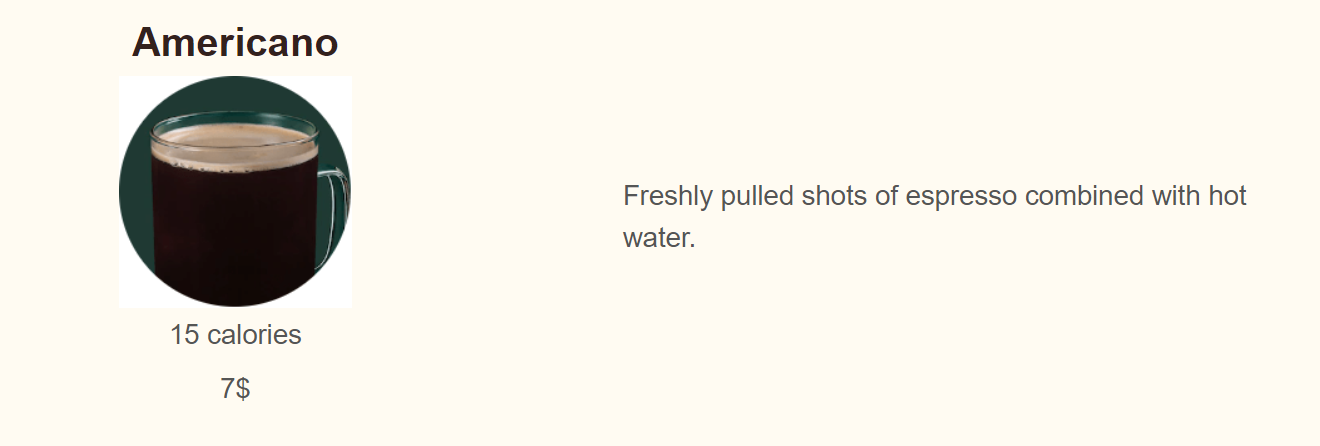 Americano
Freshly pulled shots of espresso combined with hot
water.
15 calories
7$